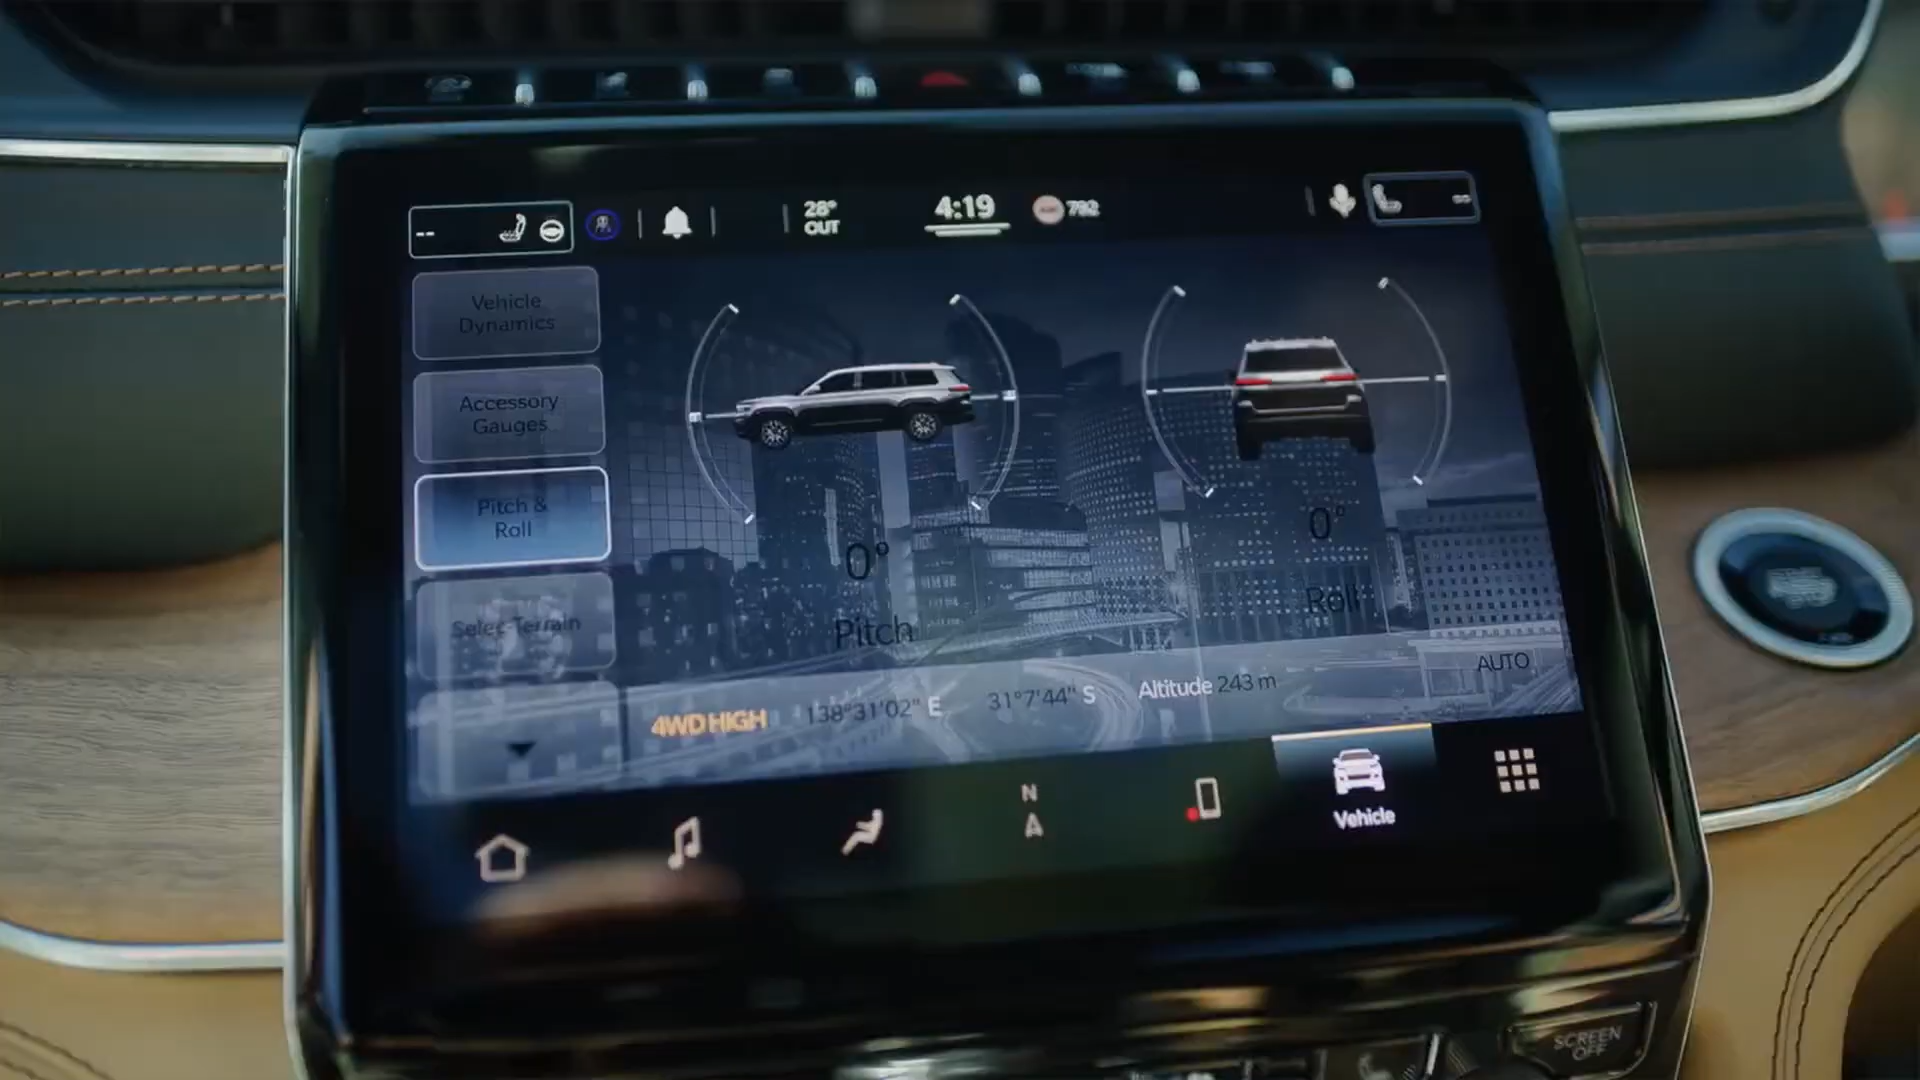 --
28°
OUT
4:19
792
Vehicle
Dynamics
Accessory
Gauges
Pitch &
Roll
Selec-Terrain
0°
Pitch
0°
Roll
4WD HIGH 138°31'02" E 31°7'44" S Altitude 243 m
AUTO
N
Vehicle
SCREEN
OFF